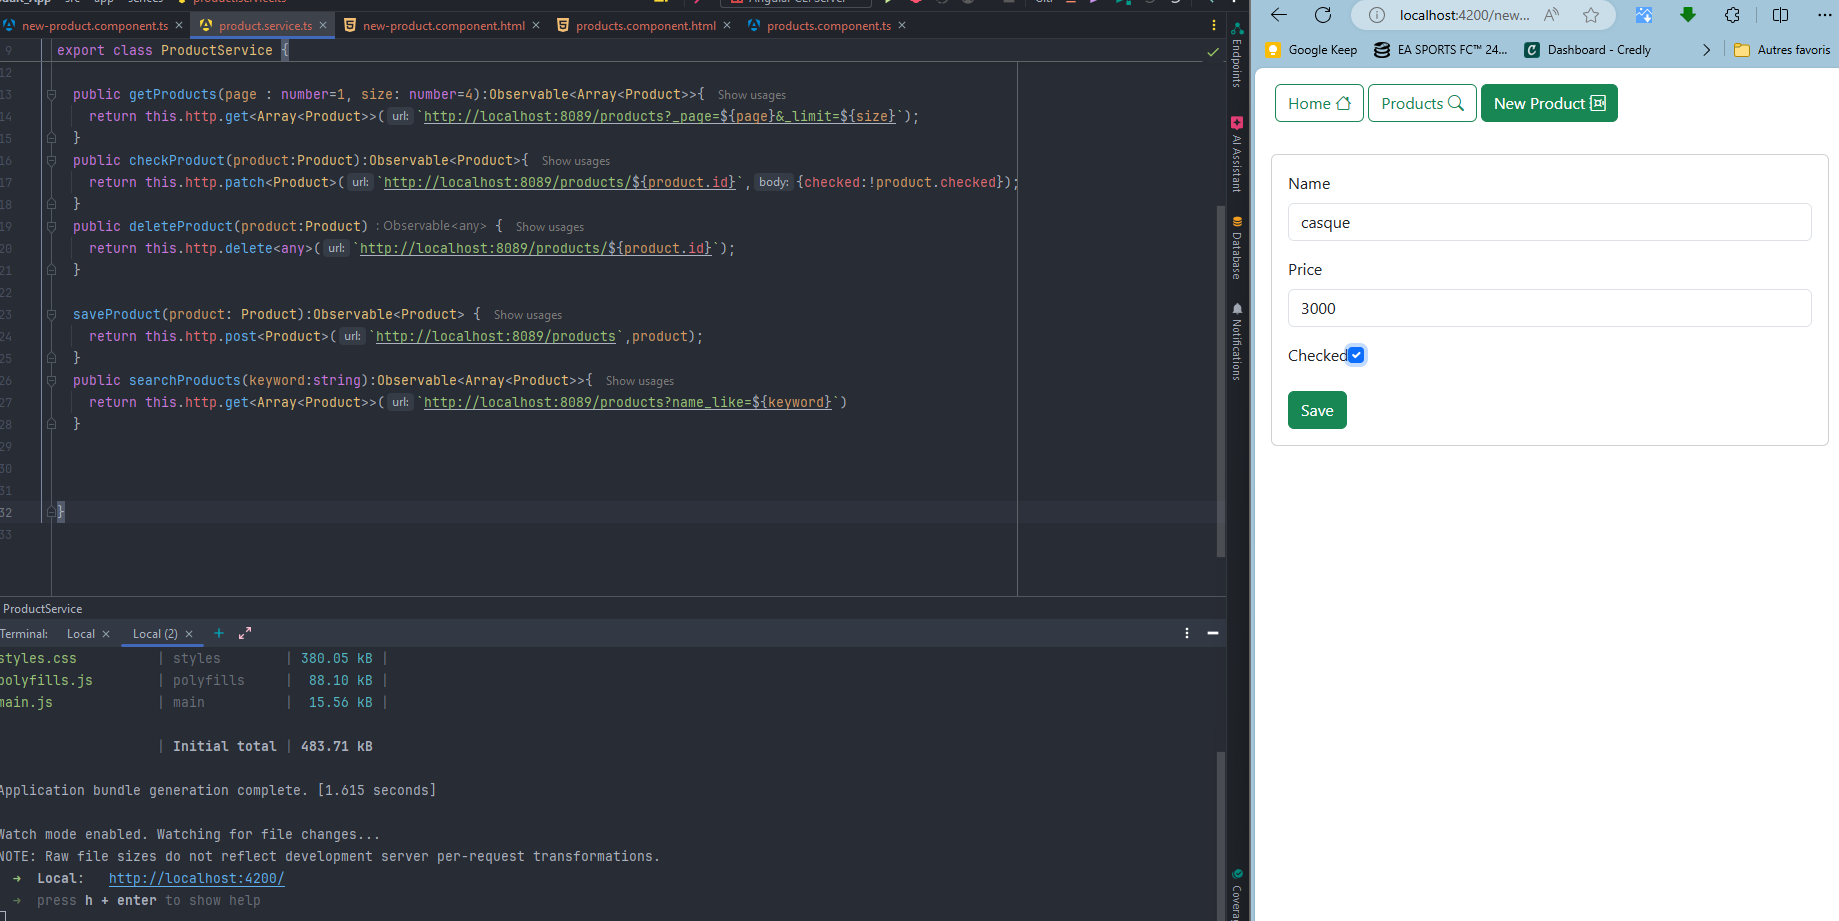 src app
new-product.component.ts product.service.ts new-product.component.html products.component.html products.component.ts
9 export class ProductService {
12
13 public getProducts(page : number=1, size: number=4):Observable<Array<Product>>{ Show usages
14 return this.http.get<Array<Product>>( url: `http://localhost:8089/products?_page=${page}&_limit=${size}`);
15 }
16 public checkProduct(product:Product):Observable<Product>{ Show usages
17 return this.http.patch<Product>( url: `http://localhost:8089/products/${product.id}`, body: {checked:!product.checked});
18 }
19 public deleteProduct(product:Product) : Observable<any> { Show usages
20 return this.http.delete<any>( url: `http://localhost:8089/products/${product.id}`);
21 }
22
23 saveProduct(product: Product):Observable<Product> { Show usages
24 return this.http.post<Product>( url: `http://localhost:8089/products`,product);
25 }
26 public searchProducts(keyword:string):Observable<Array<Product>>{ Show usages
27 return this.http.get<Array<Product>>( url: `http://localhost:8089/products?name_like=${keyword}`)
28 }
29
30
31
32 }
33
ProductService
Terminal: Local Local (2)
styles.css | styles | 380.05 kB |
polyfills.js | polyfills | 88.10 kB |
main.js | main | 15.56 kB |
| Initial total | 483.71 kB
Application bundle generation complete. [1.615 seconds]
Watch mode enabled. Watching for file changes...
NOTE: Raw file sizes do not reflect development server per-request transformations.
→ Local: http://localhost:4200/
→ press h + enter to show help
Endpoints
AI Assistant
Database
Notifications
localhost:4200/new...
Google Keep EA SPORTS FC™ 24... Dashboard - Credly Autres favoris
Home Products New Product
Name
casque
Price
3000
Checked
Save